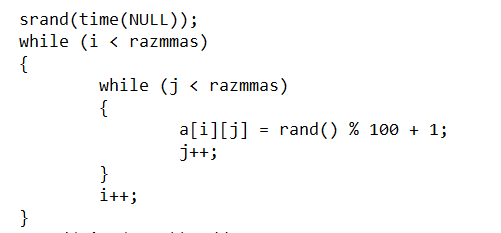 srand(time(NULL));
while (i < razmmas)
{
while (j < razmmas)
{
a[i][j] = rand() % 100 + 1;
j++;
}
i++;
}